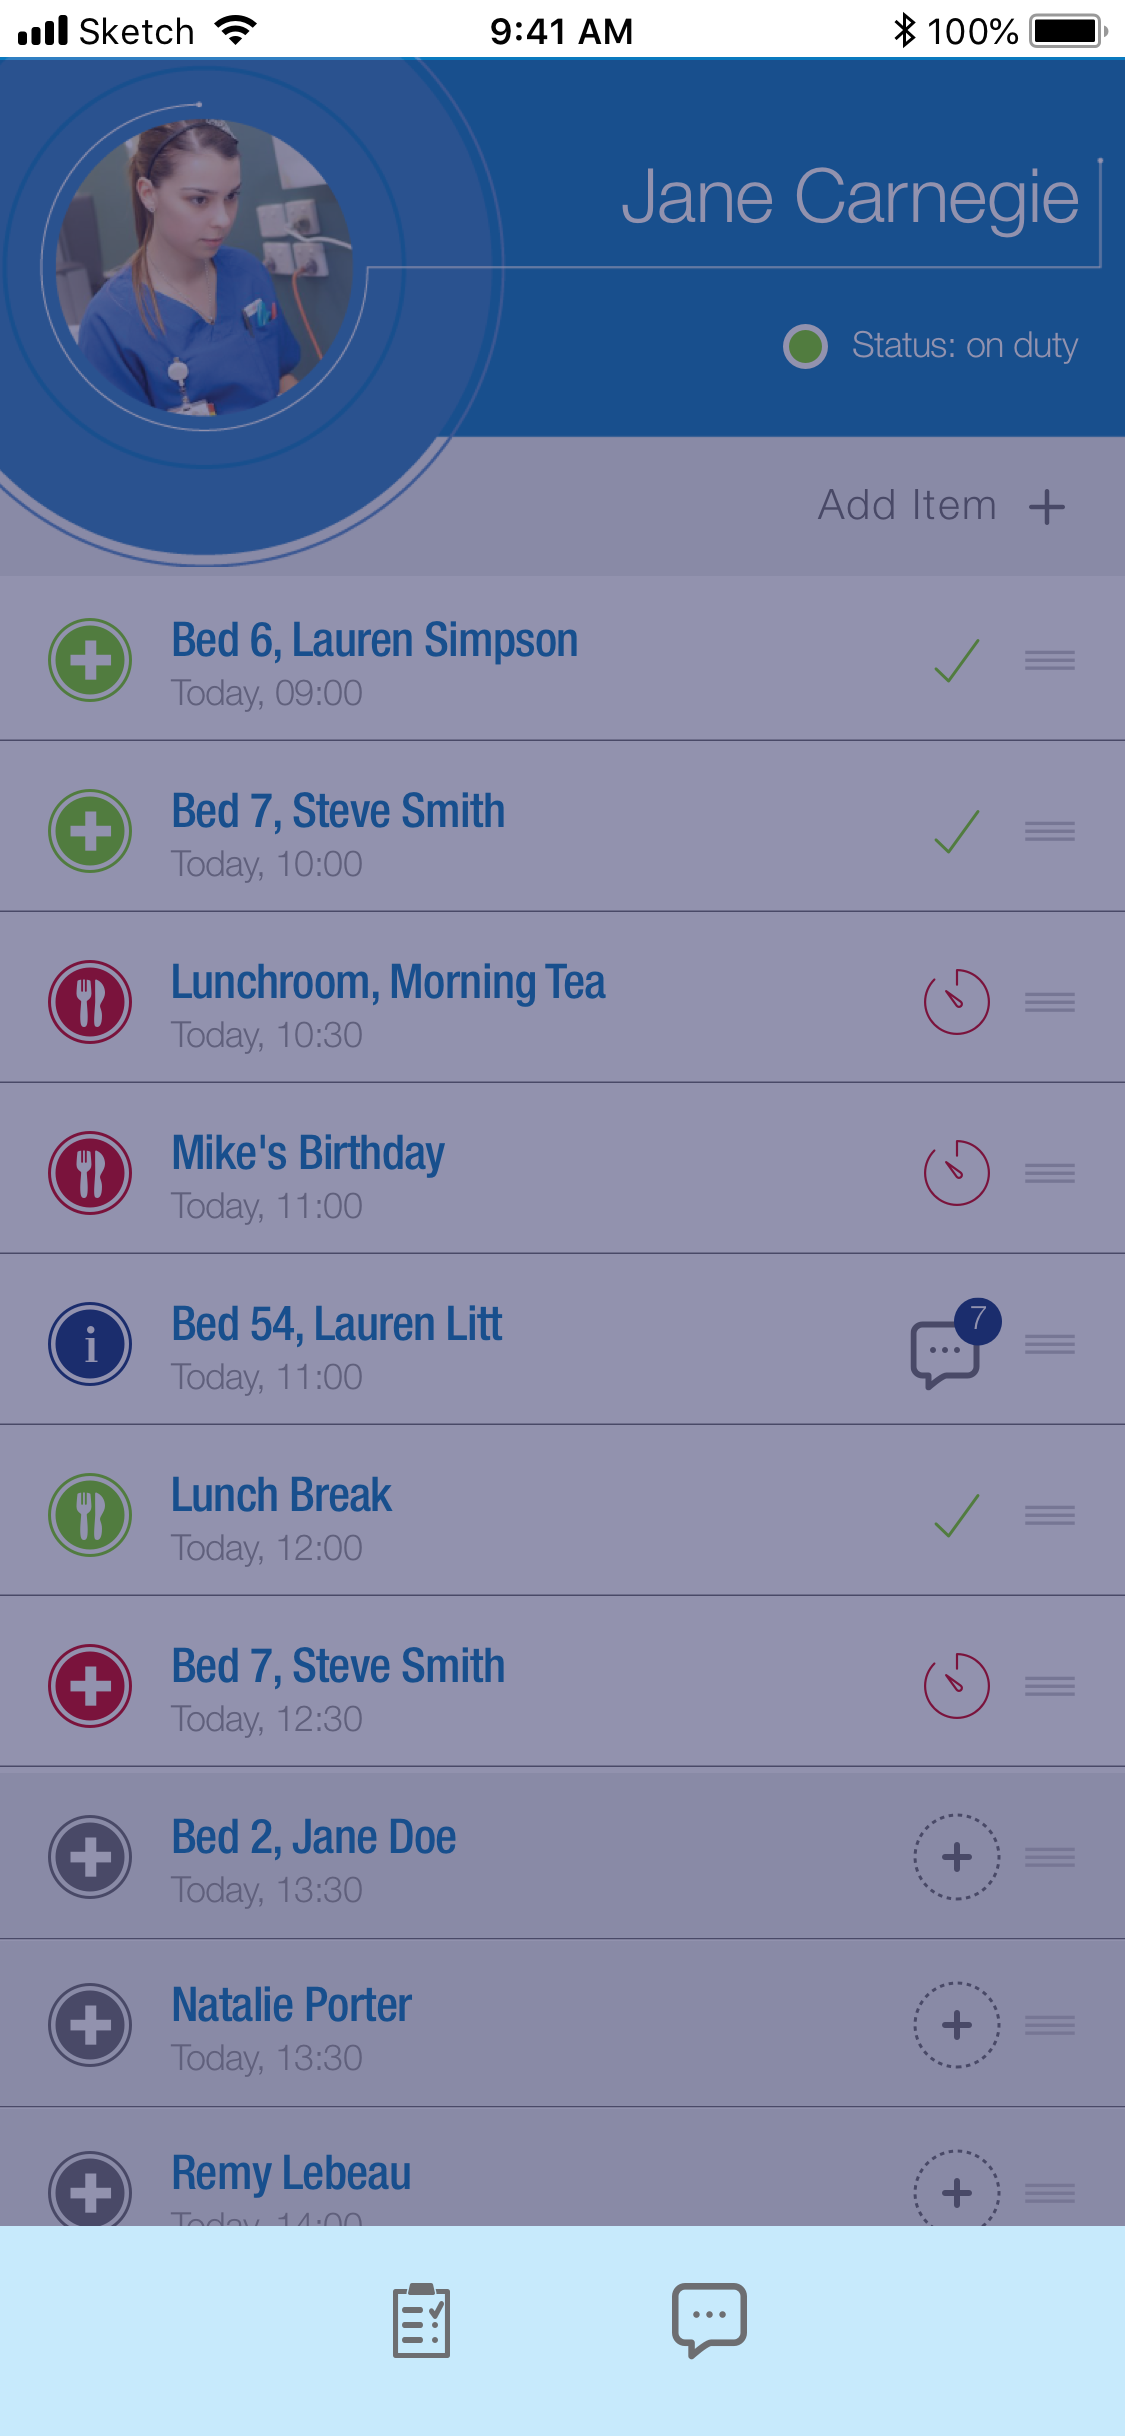 Sketch 9:41 AM 100%
Jane Carnegie
Status: on duty
Add Item +
Bed 6, Lauren Simpson
Today, 09:00
Bed 7, Steve Smith
Today, 10:00
Lunchroom, Morning Tea
Today, 10:30
Mike's Birthday
Today, 11:00
i
Bed 54, Lauren Litt
7
Today, 11:00
Lunch Break
Today, 12:00
Bed 7, Steve Smith
Today, 12:30
Bed 2, Jane Doe
Today, 13:30
Natalie Porter
Today, 13:30
Remy Lebeau
Today, 14:00